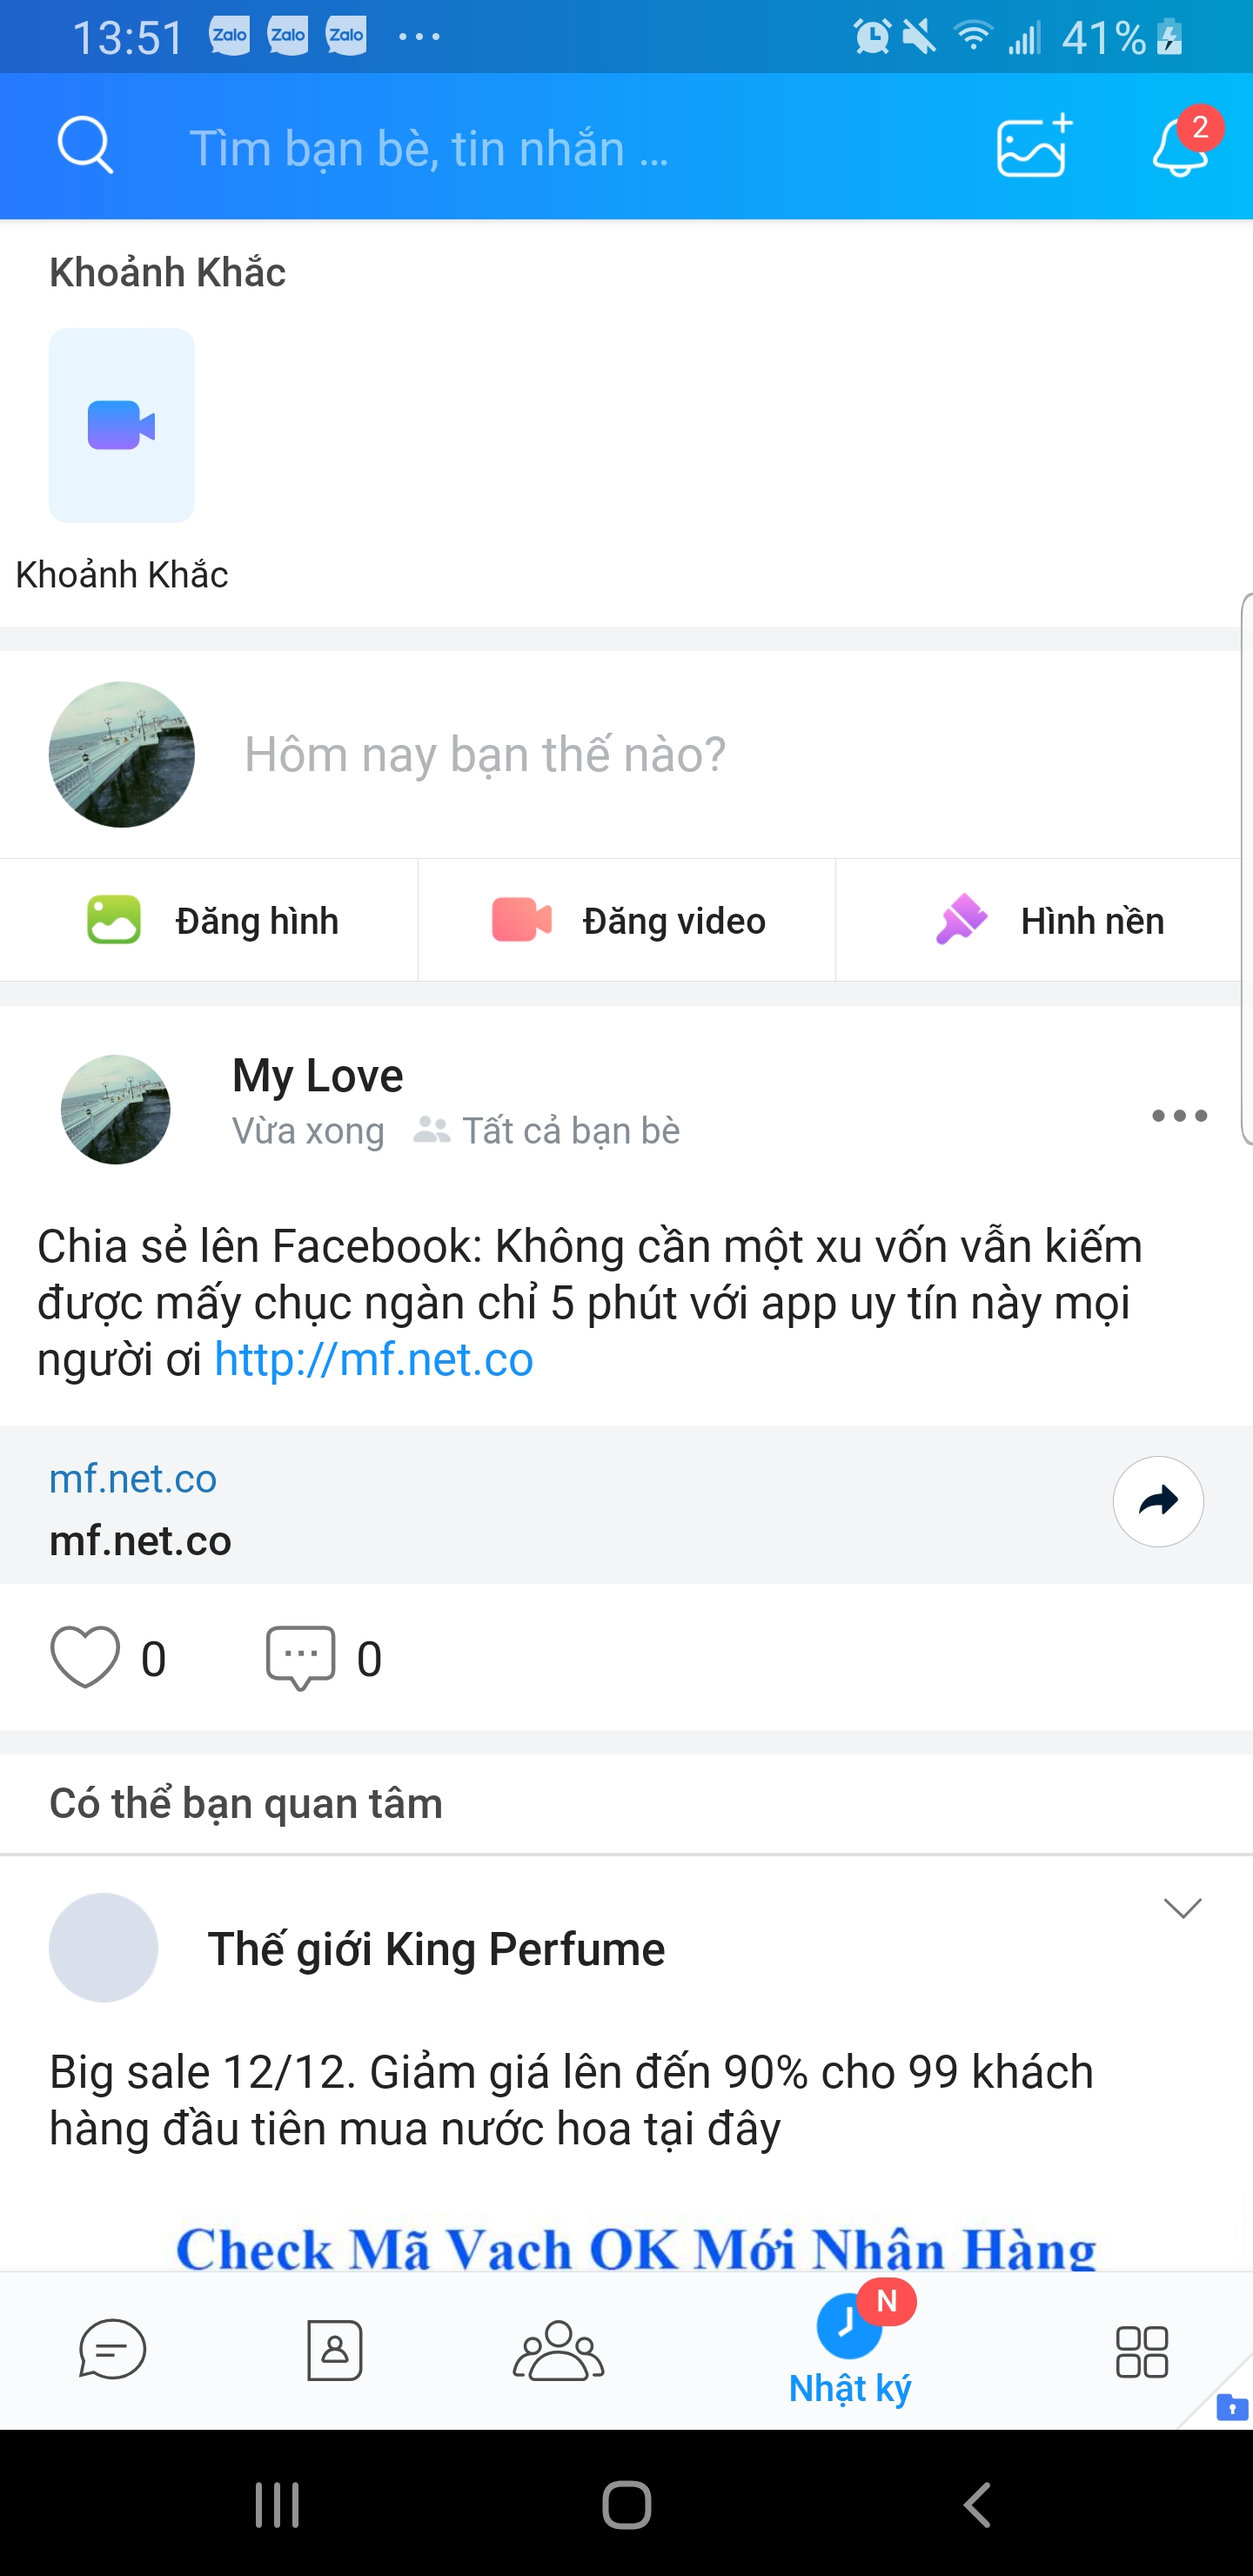 13:51 Zalo Zalo Zalo ... 41%
Tìm bạn bè, tin nhắn ...
2
Khoảnh Khắc
Khoảnh Khắc
Hôm nay bạn thế nào?
Đăng hình Đăng video Hình nền
My Love
Vừa xong Tất cả bạn bè
Chia sẻ lên Facebook: Không cần một xu vốn vẫn kiếm
được mấy chục ngàn chỉ 5 phút với app uy tín này mọi
người ơi http://mf.net.co
mf.net.co
mf.net.co
0 0
Có thể bạn quan tâm
Thế giới King Perfume
Big sale 12/12. Giảm giá lên đến 90% cho 99 khách
hàng đầu tiên mua nước hoa tại đây
Check Mã Vạch OK Mới Nhận Hàng
N
Nhật ký